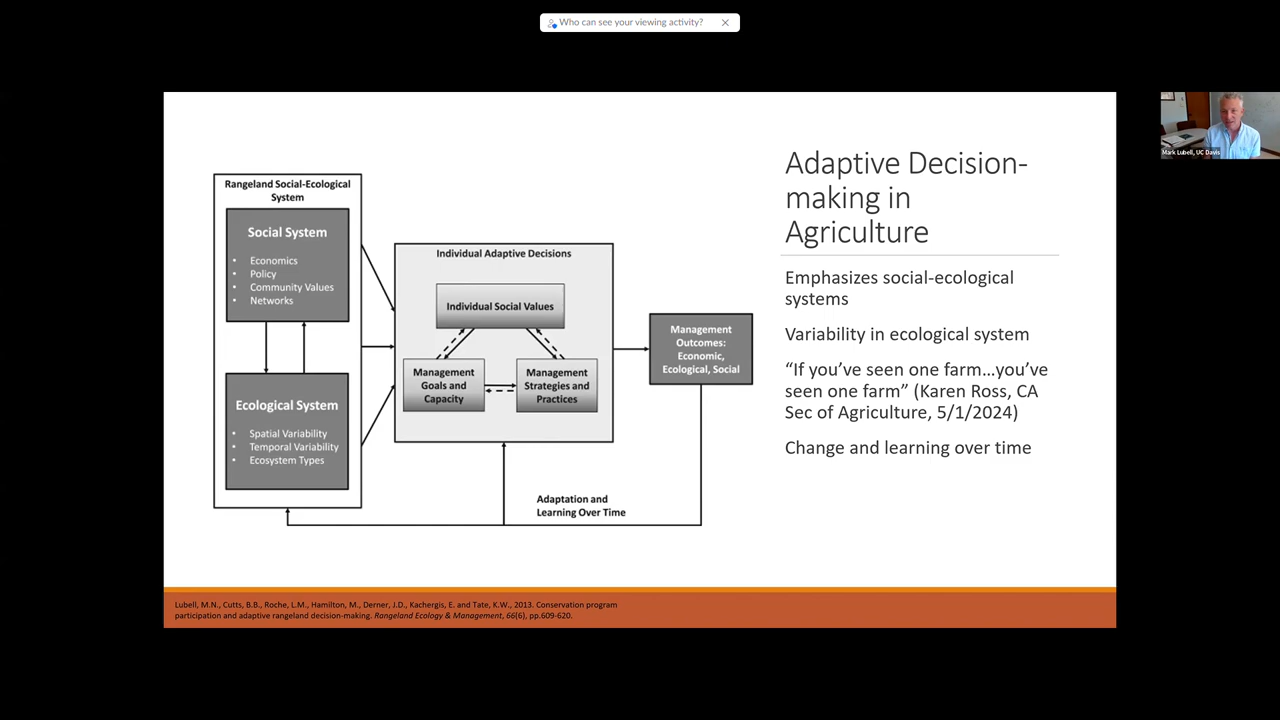 Who can see your viewing activity?
Rangeland Social-Ecological
System
Social System
• Economics
• Policy
• Community Values
• Networks
Ecological System
• Spatial Variability
• Temporal Variability
• Ecosystem Types
Individual Adaptive Decisions
Individual Social Values
Management
Goals and
Capacity
Management
Strategies and
Practices
Management
Outcomes:
Economic,
Ecological, Social
Adaptation and
Learning Over Time
Adaptive Decision-
making in
Agriculture
Emphasizes social-ecological
systems
Variability in ecological system
“If you’ve seen one farm…you’ve
seen one farm” (Karen Ross, CA
Sec of Agriculture, 5/1/2024)
Change and learning over time
Lubell, M.N., Cutts, B.B., Roche, L.M., Hamilton, M., Derner, J.D., Kachergis, E. and Tate, K.W., 2013. Conservation program
participation and adaptive rangeland decision-making. Rangeland Ecology & Management, 66(6), pp.609-620.
Mark Lubell, UC Davis